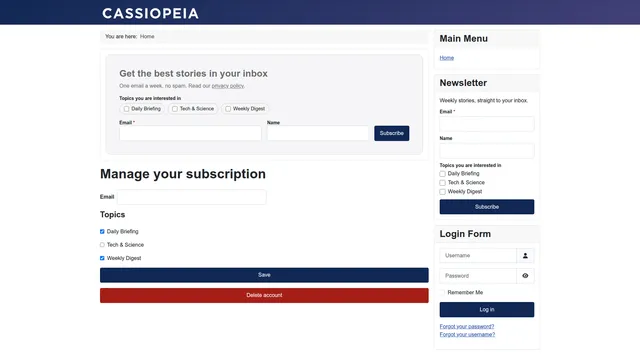 CASSIOPEIA
You are here: Home
Get the best stories in your inbox
One email a week, no spam. Read our privacy policy.
Topics you are interested in
Daily Briefing
Tech & Science
Weekly Digest
Email *
Name
Subscribe
Manage your subscription
Email
Topics
Daily Briefing
Tech & Science
Weekly Digest
Save
Delete account
Main Menu
Home
Newsletter
Weekly stories, straight to your inbox.
Email *
Name
Topics you are interested in
Daily Briefing
Tech & Science
Weekly Digest
Subscribe
Login Form
Username
Password
Remember Me
Log in
Forgot your password?
Forgot your username?